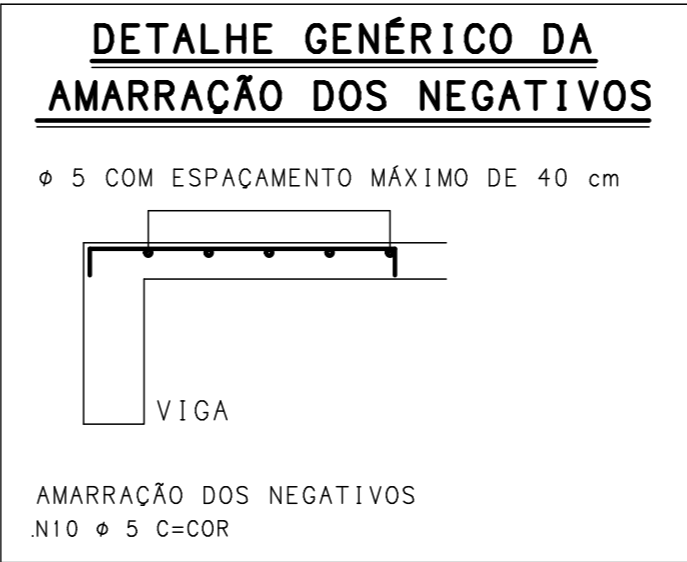 DETALHE GENÉRICO DA
AMARRAÇÃO DOS NEGATIVOS
φ 5 COM ESPAÇAMENTO MÁXIMO DE 40 cm
VIGA
AMARRAÇÃO DOS NEGATIVOS
.N10 φ 5 C=COR